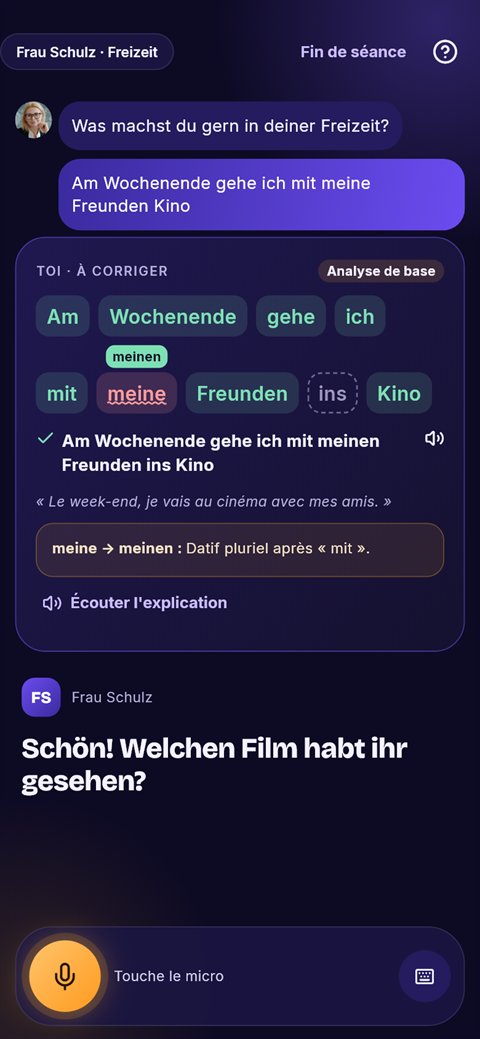 Frau Schulz · Freizeit
Fin de séance
Was machst du gern in deiner Freizeit?
Am Wochenende gehe ich mit meine
Freunden Kino
TOI · À CORRIGER
Analyse de base
Am Wochenende gehe ich
meinen
mit meine Freunden ins Kino
Am Wochenende gehe ich mit meinen
Freunden ins Kino
« Le week-end, je vais au cinéma avec mes amis. »
meine → meinen : Datif pluriel après « mit ».
Écouter l'explication
FS
Frau Schulz
Schön! Welchen Film habt ihr
gesehen?
Touche le micro